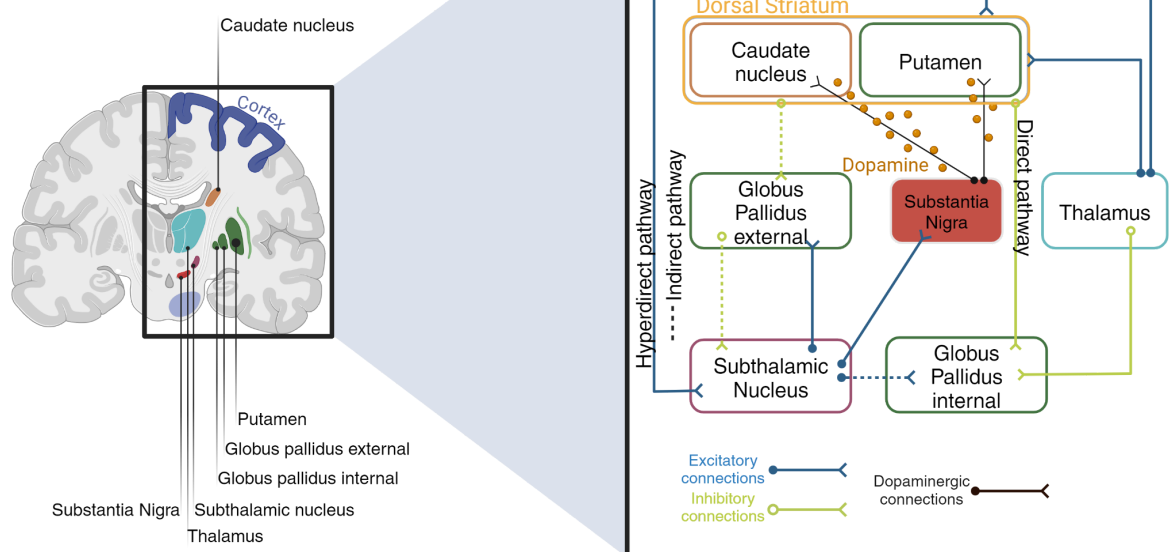 Caudate nucleus
Cortex
Putamen
Globus pallidus external
Globus pallidus internal
Substantia Nigra
Subthalamic nucleus
Thalamus
Dorsal Striatum
Caudate
nucleus
Putamen
Dopamine
Hyperdirect pathway
Indirect pathway
Direct pathway
Globus
Pallidus
external
Substantia
Nigra
Thalamus
Subthalamic
Nucleus
Globus
Pallidus
internal
Excitatory
connections
Inhibitory
connections
Dopaminergic
connections